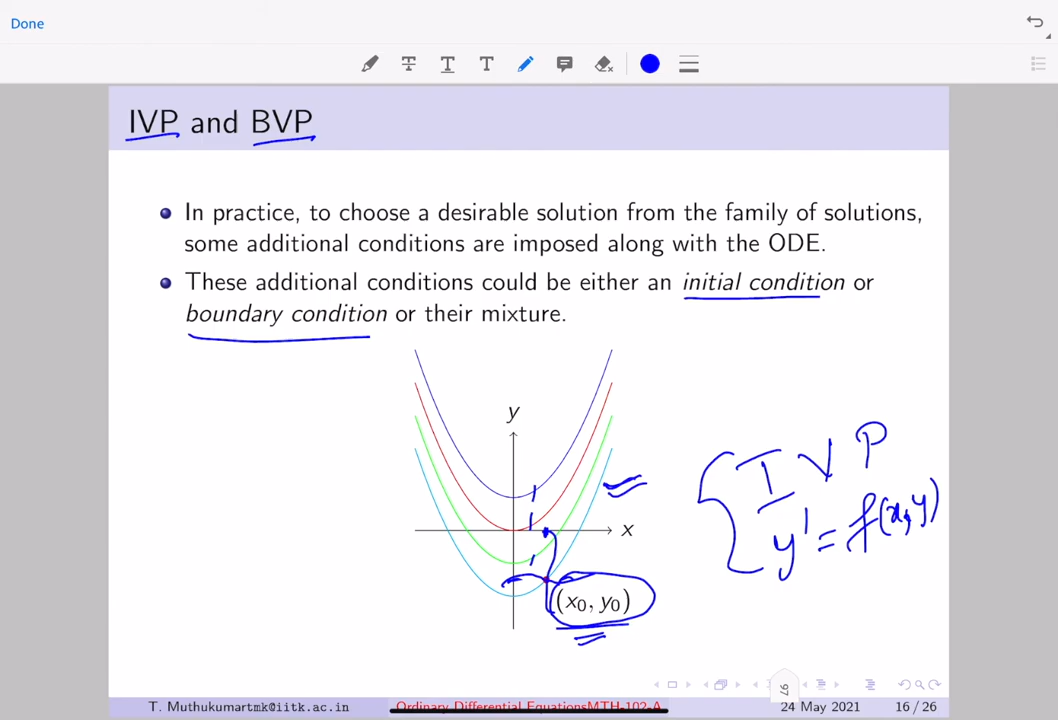 Done
IVP and BVP
In practice, to choose a desirable solution from the family of solutions,
some additional conditions are imposed along with the ODE.
These additional conditions could be either an initial condition or
boundary condition or their mixture.
y
x
(x₀, y₀)
IVP
y' = f(x,y)
97
T. Muthukumartmk@iitk.ac.in Ordinary Differential EquationsMTH-102-A 24 May 2021 16 / 26